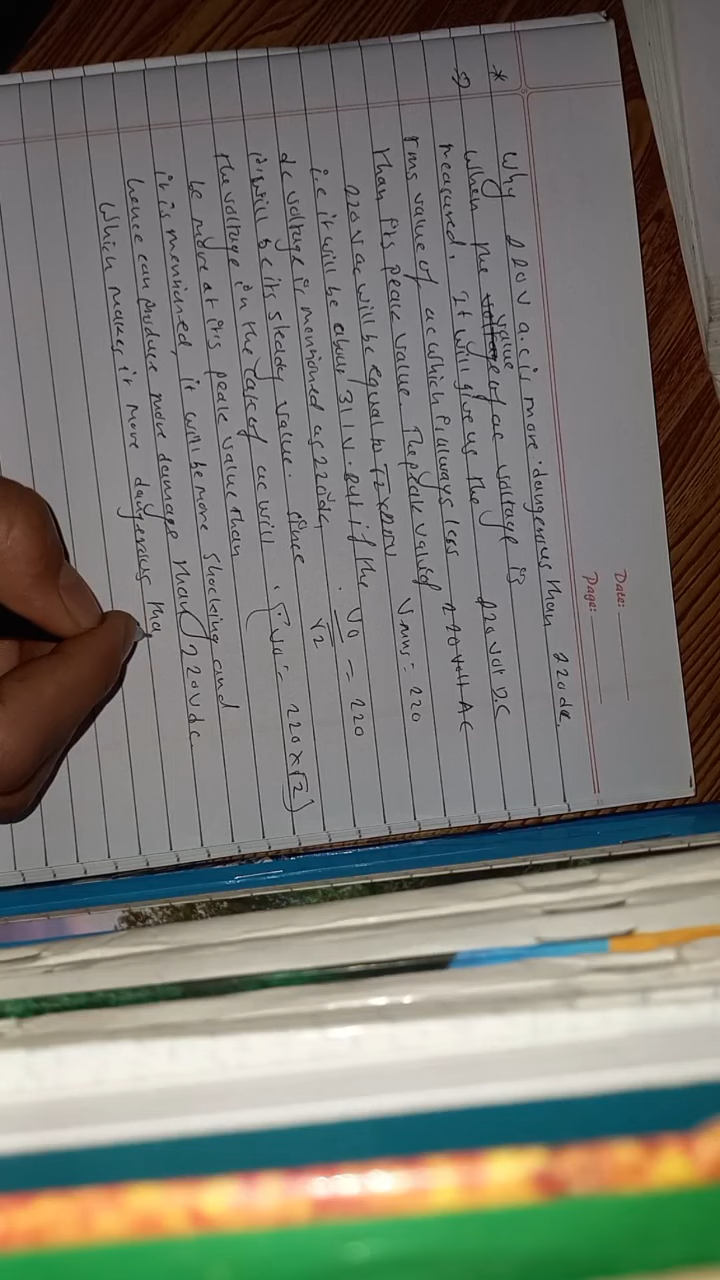 Date:
Page:
* Why 220V a.c is more dangerous than 220dc.
⇒ When the value of ac voltage is
measured, It will give us the 220 volt D.C
rms value of ac which is always less 220 volt AC
than its peak value. The peak value of Vrms = 220
220V ac will be equal to √2 x 220V V0/√2 = 220
i.e it will be about 311V. But if the
dc voltage is mentioned as 220dc, V0 = 220 x √2
it will be its steady value. Since
the voltage in the case of ac will
be more at its peak value than
it is mentioned, it will be more shocking and
hence can produce more damage than 220V dc.
Which makes it more dangerous tha